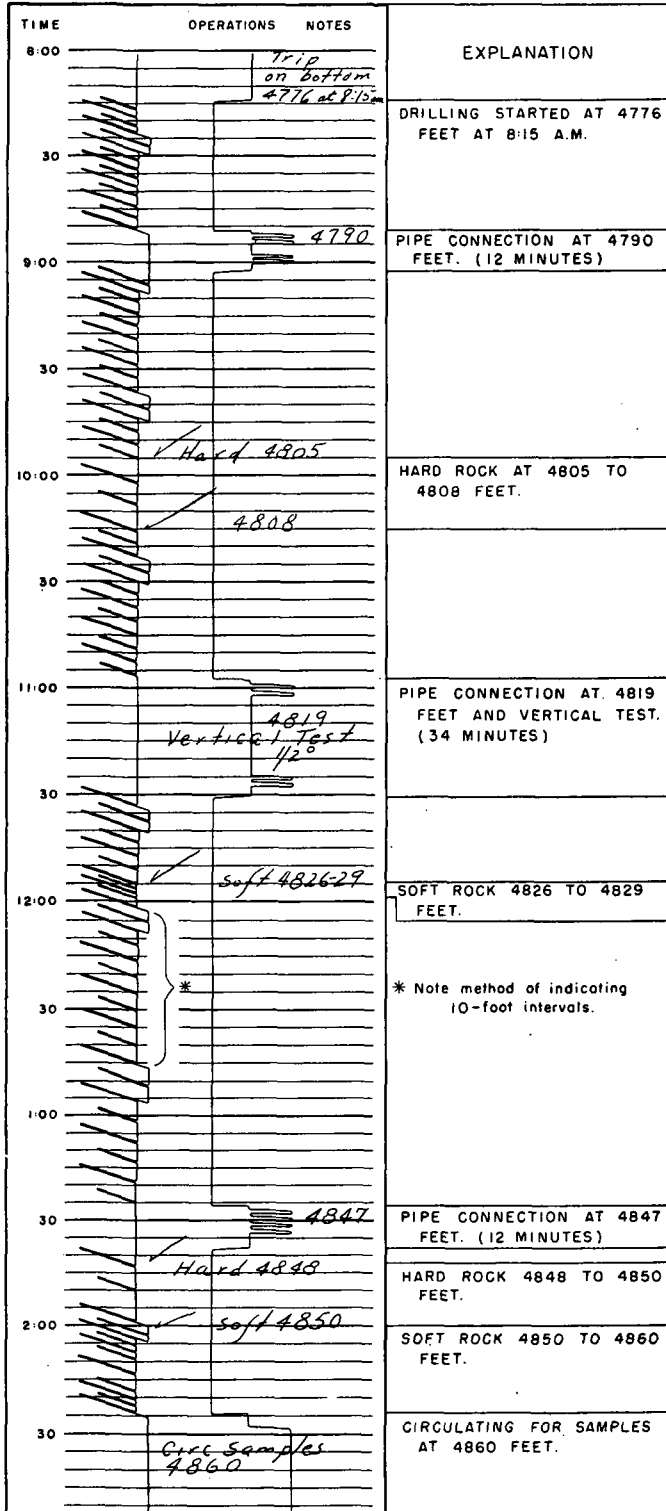 TIME OPERATIONS NOTES
EXPLANATION
8:00
Trip
on bottom
4776 at 8:15 am
DRILLING STARTED AT 4776
FEET AT 8:15 A.M.
30
4790
PIPE CONNECTION AT 4790
FEET. (12 MINUTES)
9:00
30
Hard 4805
HARD ROCK AT 4805 TO
4808 FEET.
10:00
4808
30
11:00
PIPE CONNECTION AT 4819
FEET AND VERTICAL TEST.
(34 MINUTES)
4819
Vertical Test
1/2°
30
Soft 4826-29
SOFT ROCK 4826 TO 4829
FEET.
12:00
*
* Note method of indicating
10-foot intervals.
30
1:00
30
4847
PIPE CONNECTION AT 4847
FEET. (12 MINUTES)
Hard 4848
HARD ROCK 4848 TO 4850
FEET.
2:00
Soft 4850
SOFT ROCK 4850 TO 4860
FEET.
30
Circ Samples
4860
CIRCULATING FOR SAMPLES
AT 4860 FEET.